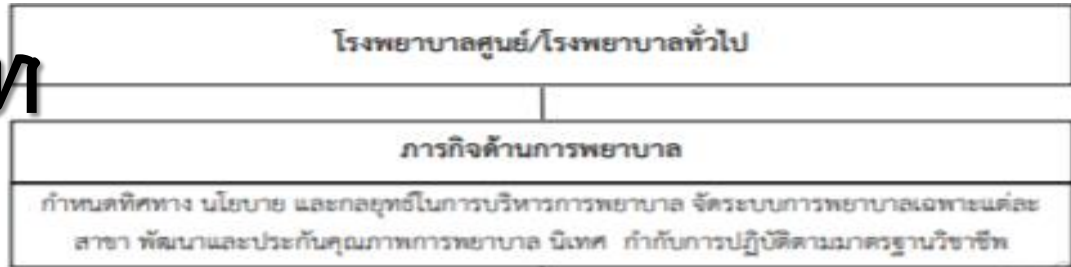 โรงพยาบาลศูนย์/โรงพยาบาลทั่วไป
ภารกิจด้านการพยาบาล
กำหนดทิศทาง นโยบาย และกลยุทธ์ในการบริหารการพยาบาล จัดระบบการพยาบาลเฉพาะแต่ละ
สาขา พัฒนาและประกันคุณภาพการพยาบาล นิเทศ กำกับการปฏิบัติตามมาตรฐานวิชาชีพ